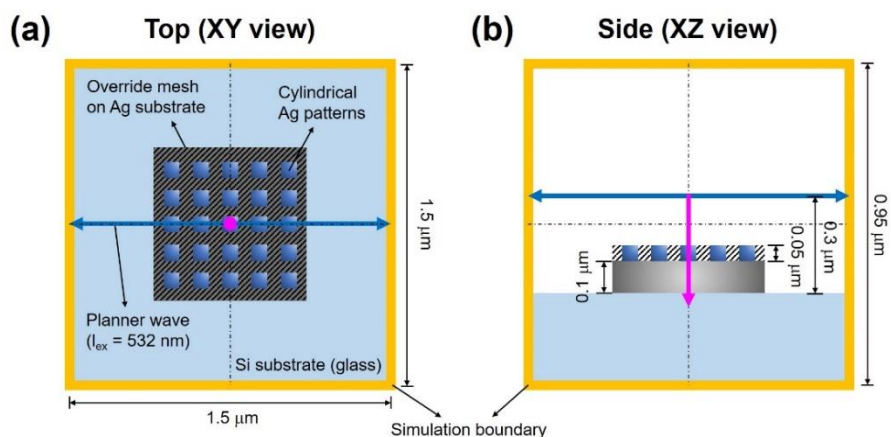 (a) Top (XY view)
Override mesh
on Ag substrate
Cylindrical
Ag patterns
Planner wave
(lex = 532 nm)
Si substrate (glass)
1.5 μm
1.5 μm
(b) Side (XZ view)
0.1 μm
0.05 μm
0.3 μm
0.95 μm
Simulation boundary